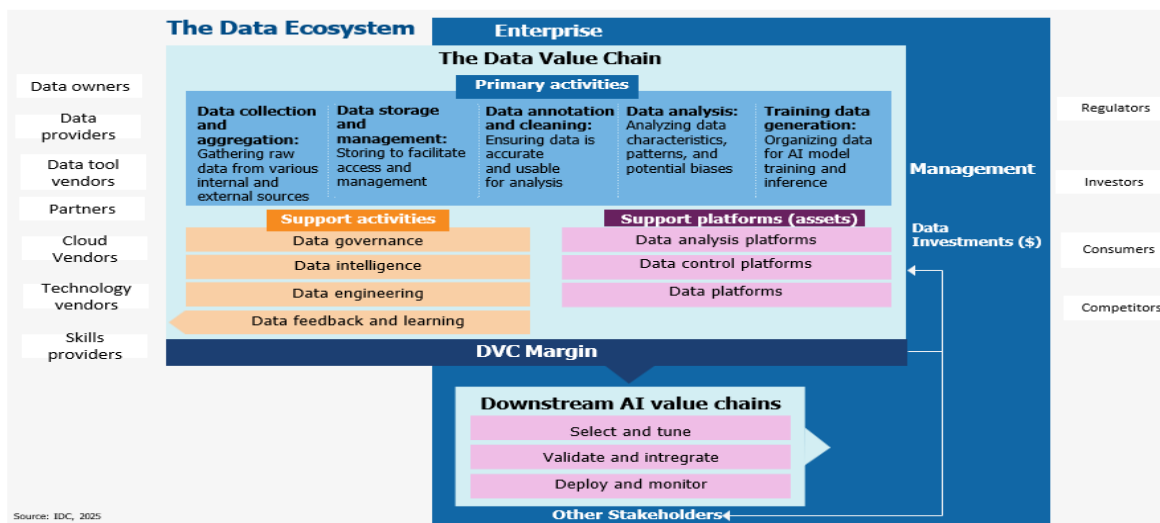 The Data Ecosystem
Enterprise
The Data Value Chain
Primary activities
Data owners
Data
providers
Data tool
vendors
Partners
Cloud
Vendors
Technology
vendors
Skills
providers
Data collection
and
aggregation:
Gathering raw
data from various
internal and
external sources
Data storage
and
management:
Storing to facilitate
access and
management
Data annotation
and cleaning:
Ensuring data is
accurate
and usable
for analysis
Data analysis:
Analyzing data
characteristics,
patterns, and
potential biases
Training data
generation:
Organizing data
for AI model
training and
inference
Management
Data
Investments ($)
Regulators
Investors
Consumers
Competitors
Support activities
Data governance
Data intelligence
Data engineering
Data feedback and learning
Support platforms (assets)
Data analysis platforms
Data control platforms
Data platforms
DVC Margin
Downstream AI value chains
Select and tune
Validate and intregrate
Deploy and monitor
Other Stakeholders
Source: IDC, 2025